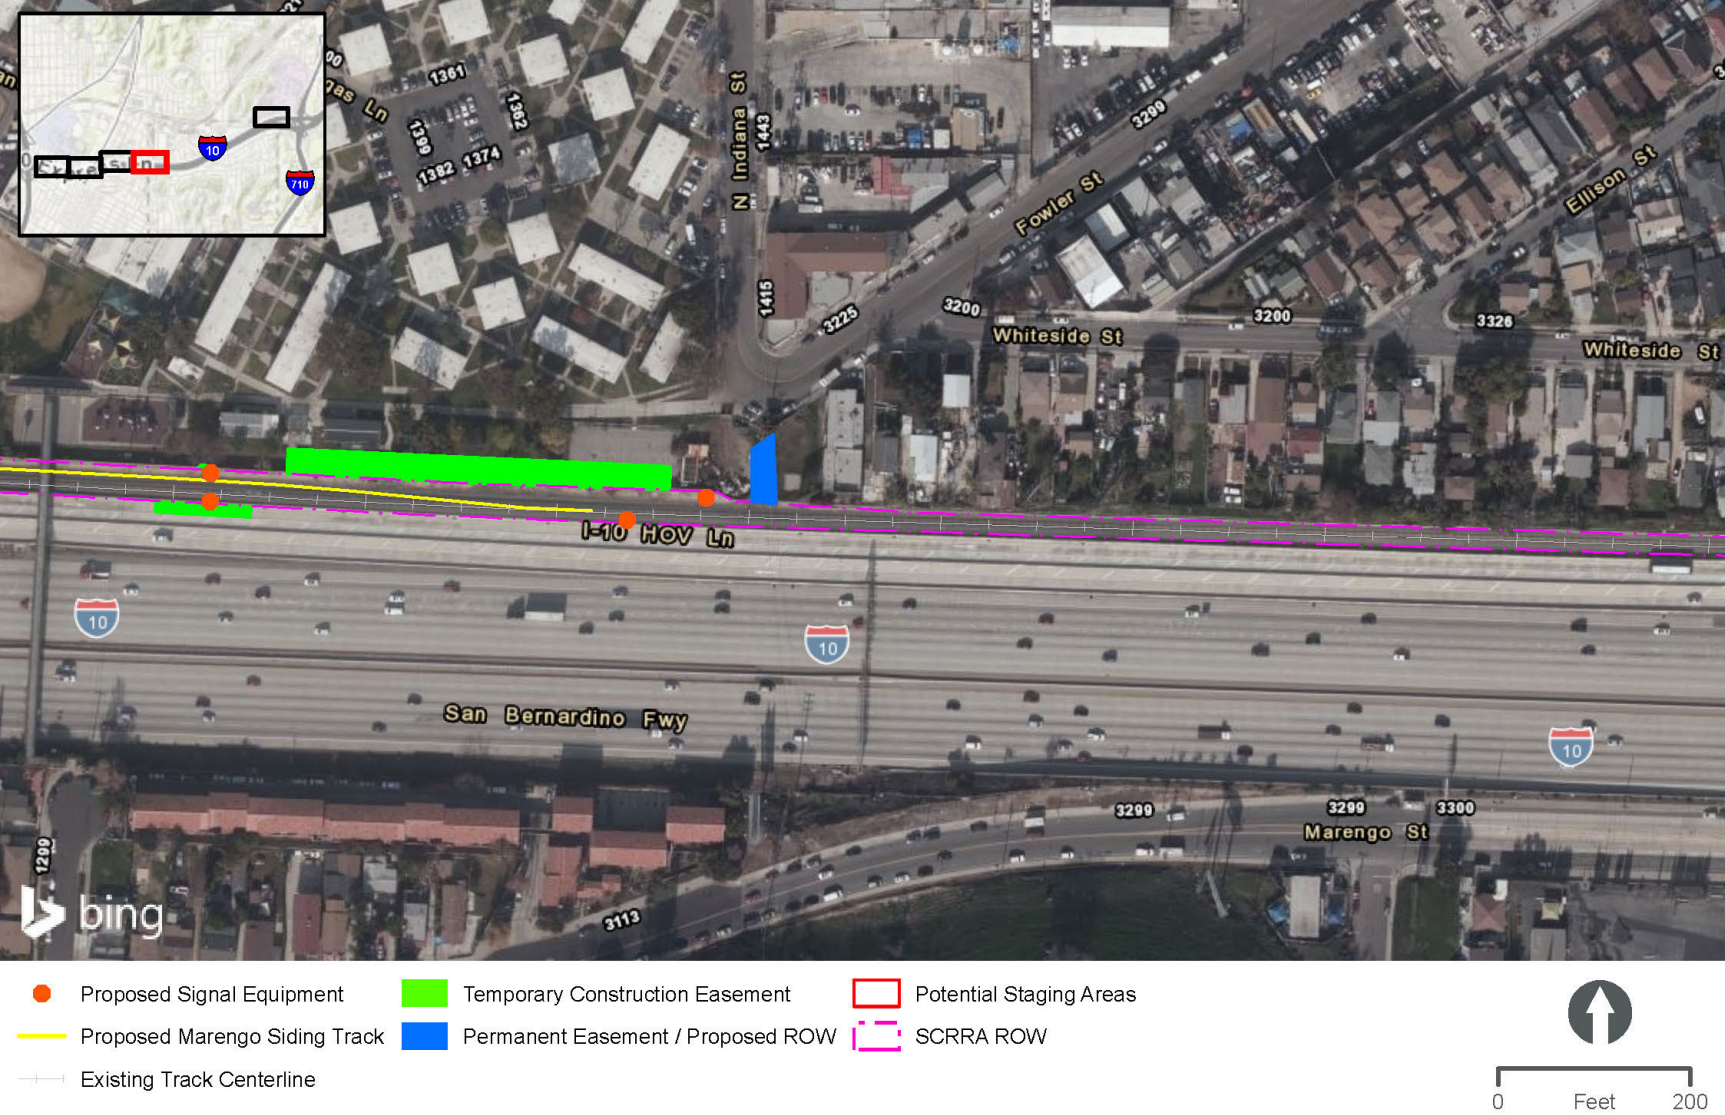 10
710
1361
1362
1399
1382
1374
N Indiana St
1443
3299
Fowler St
Ellison St
1415
3225
3200
Whiteside St
3200
3326
Whiteside St
I-10 HOV Ln
10
10
San Bernardino Fwy
10
3299
3299
3300
Marengo St
1299
3113
bing
Proposed Signal Equipment
Temporary Construction Easement
Potential Staging Areas
Proposed Marengo Siding Track
Permanent Easement / Proposed ROW
SCRRA ROW
Existing Track Centerline
0
Feet
200